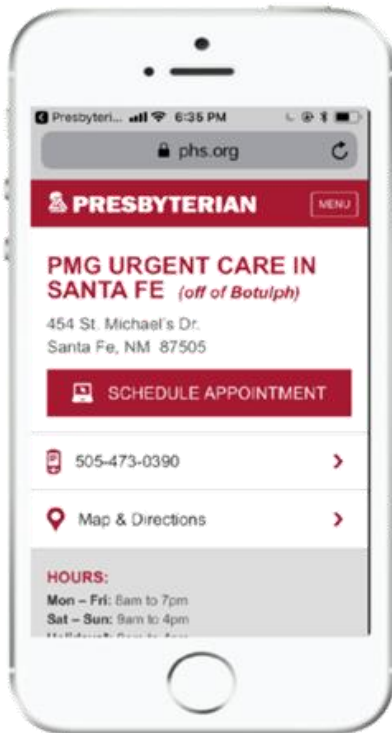 Presbyteri... 6:35 PM
phs.org
PRESBYTERIAN MENU
PMG URGENT CARE IN
SANTA FE (off of Botulph)
454 St. Michael's Dr.
Santa Fe, NM 87505
SCHEDULE APPOINTMENT
505-473-0390
Map & Directions
HOURS:
Mon – Fri: 8am to 7pm
Sat – Sun: 9am to 4pm